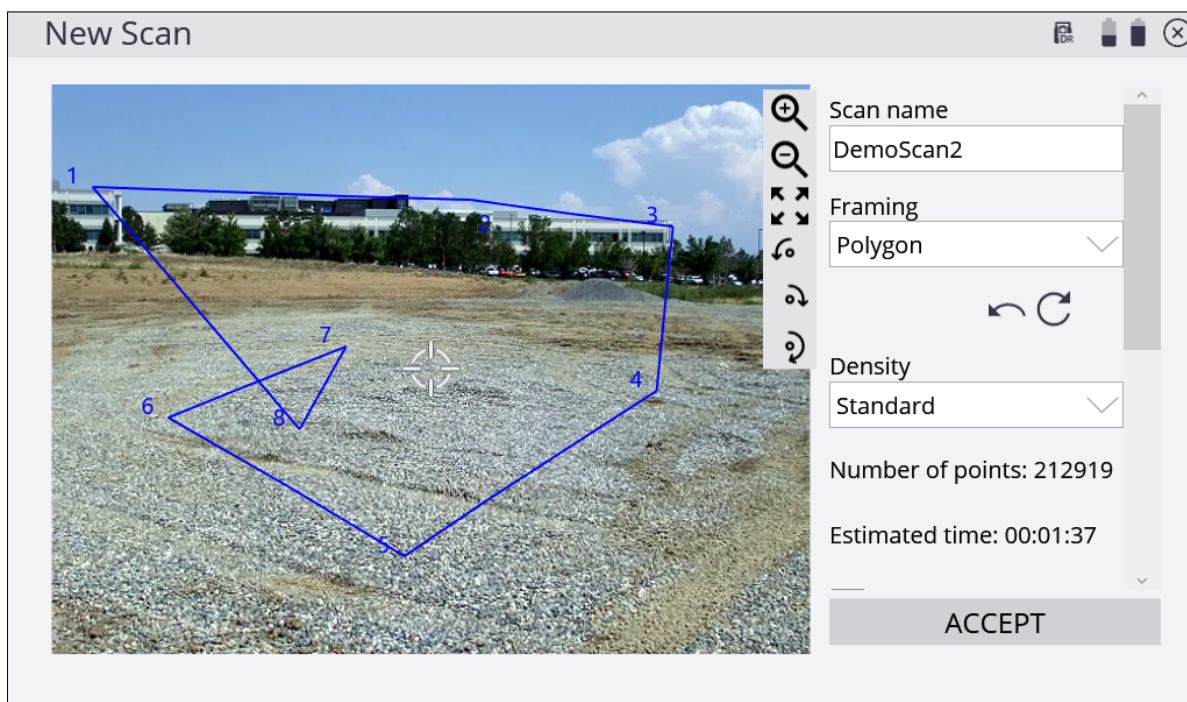 New Scan
DR
1
2
3
4
5
6
7
8
Scan name
DemoScan2
Framing
Polygon
Density
Standard
Number of points: 212919
Estimated time: 00:01:37
ACCEPT